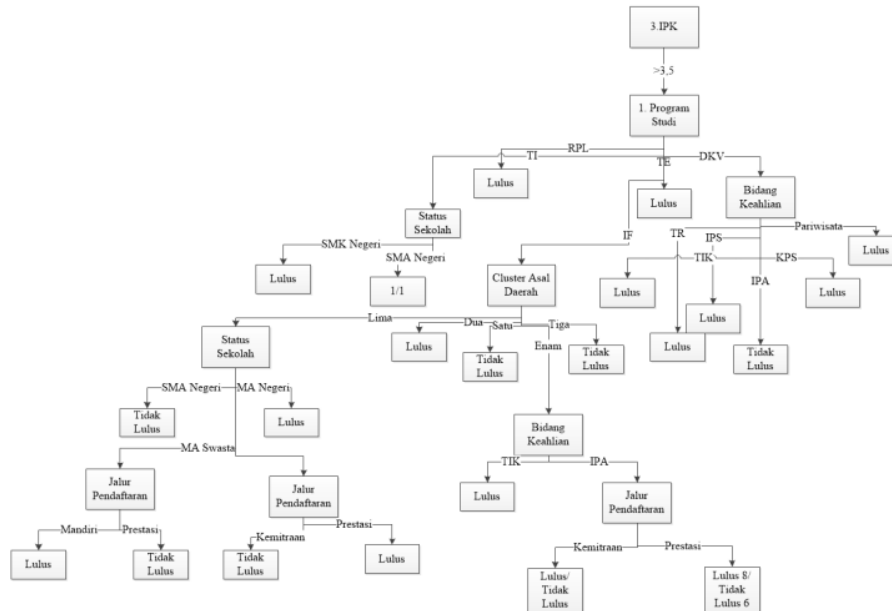 3.IPK
>3,5
1. Program
Studi
RPL
TI
TE
DKV
Lulus
Lulus
Bidang
Keahlian
Status
Sekolah
Pariwisata
SMK Negeri
SMA Negeri
IF
TR
IPS
Lulus
Lulus
1/1
Cluster Asal
Daerah
TIK
KPS
IPA
Lulus
Lulus
Lulus
Lima
Dua
Satu
Tiga
Enam
Status
Sekolah
Lulus
Tidak
Lulus
Tidak
Lulus
Lulus
Tidak
Lulus
SMA Negeri
MA Negeri
Tidak
Lulus
Lulus
Bidang
Keahlian
MA Swasta
TIK
IPA
Jalur
Pendaftaran
Jalur
Pendaftaran
Lulus
Jalur
Pendaftaran
Mandiri
Prestasi
Kemitraan
Prestasi
Kemitraan
Prestasi
Lulus
Tidak
Lulus
Tidak
Lulus
Lulus
Lulus/
Tidak
Lulus
Lulus 8/
Tidak
Lulus 6